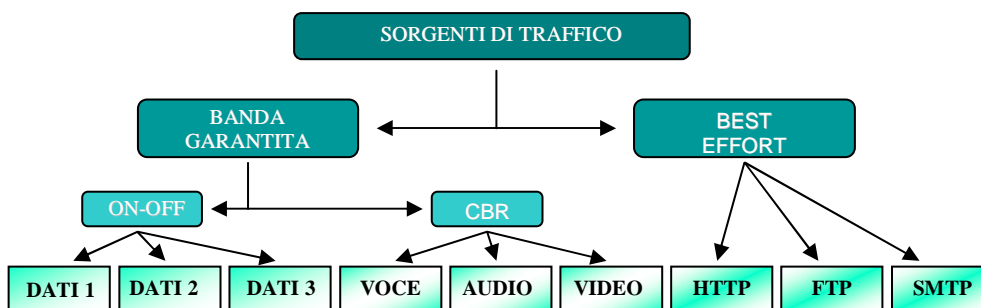 SORGENTI DI TRAFFICO
BANDA
GARANTITA
BEST
EFFORT
ON-OFF
CBR
DATI 1
DATI 2
DATI 3
VOCE
AUDIO
VIDEO
HTTP
FTP
SMTP